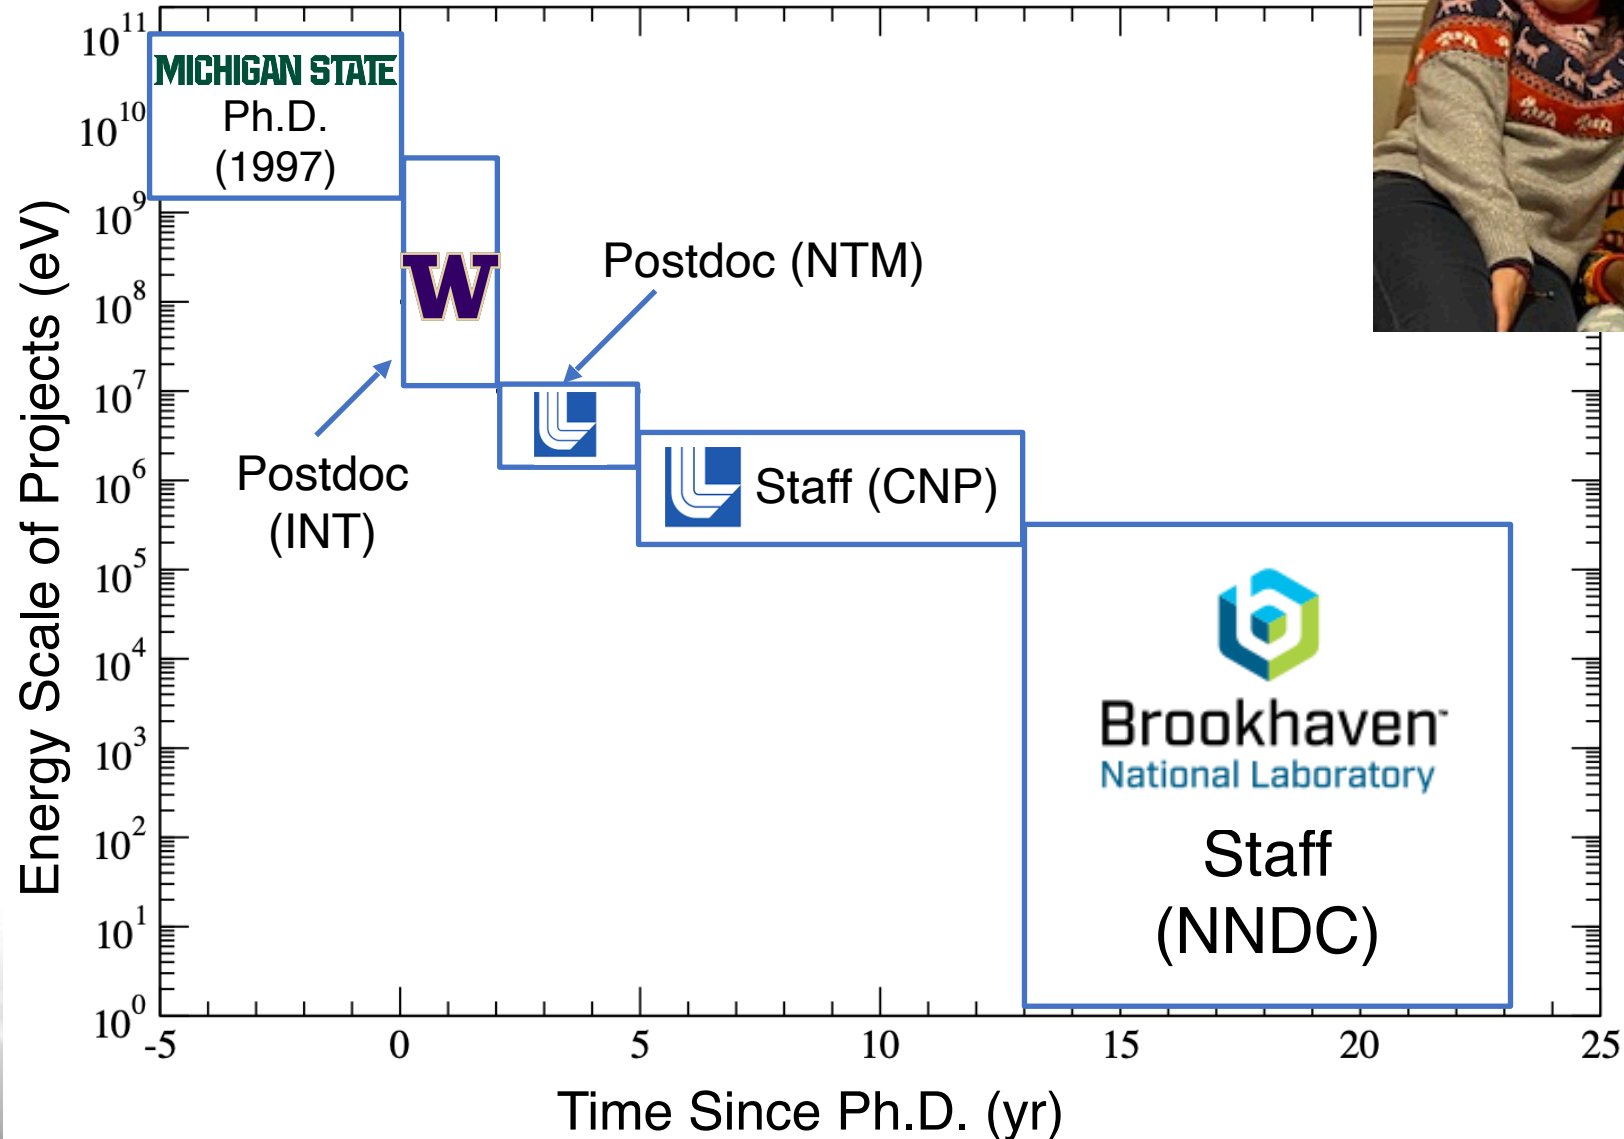 10^11
10^10
10^9
10^8
10^7
10^6
10^5
10^4
10^3
10^2
10^1
10^0
Energy Scale of Projects (eV)
MICHIGAN STATE
Ph.D.
(1997)
W
Postdoc (NTM)
Postdoc
(INT)
Staff (CNP)
Brookhaven™
National Laboratory
Staff
(NNDC)
-5 0 5 10 15 20 25
Time Since Ph.D. (yr)